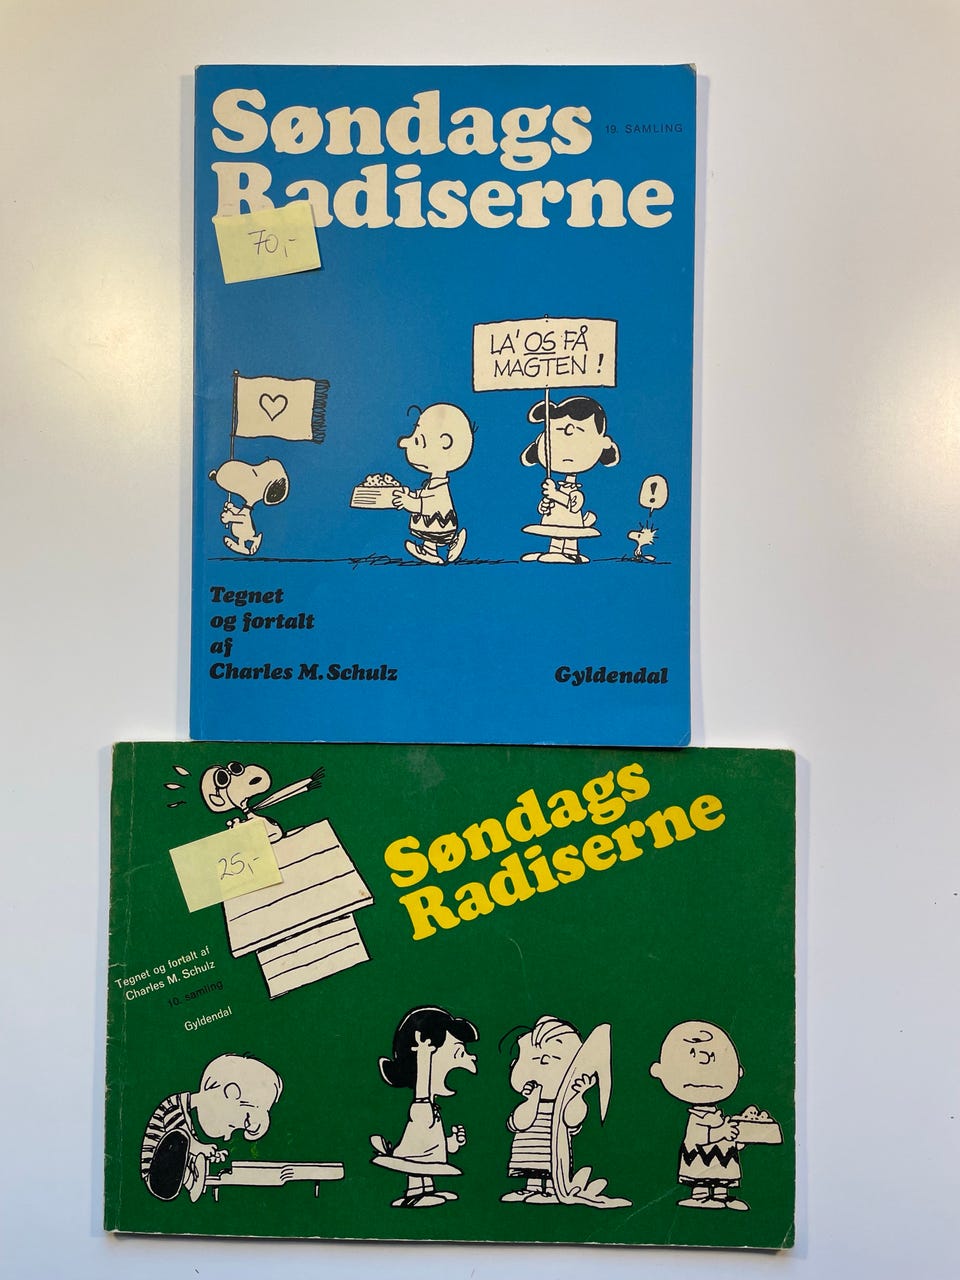 Søndags
19. SAMLING
Radiserne
70,-
LA' OS FÅ
MAGTEN !
!
Tegnet
og fortalt
af
Charles M. Schulz
Gyldendal
Søndags
Radiserne
25,-
Tegnet og fortalt af
Charles M. Schulz
10. samling
Gyldendal